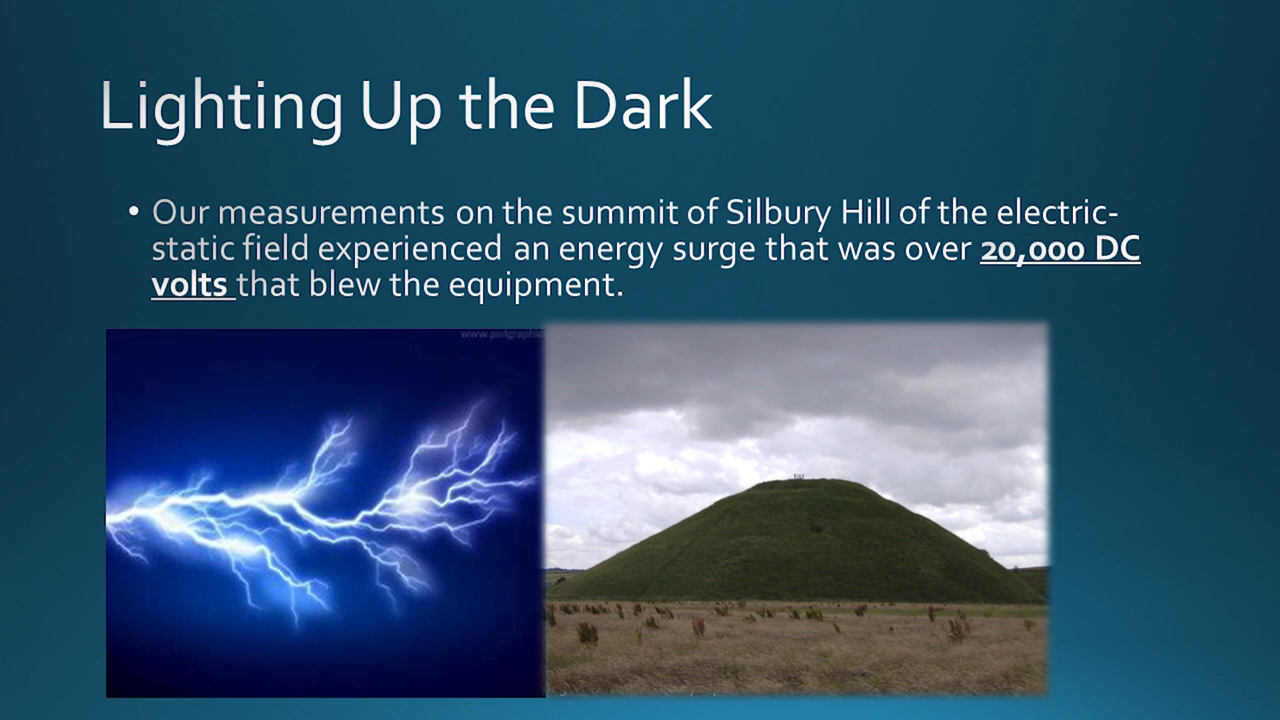 Lighting Up the Dark
• Our measurements on the summit of Silbury Hill of the electric-
static field experienced an energy surge that was over 20,000 DC
volts that blew the equipment.